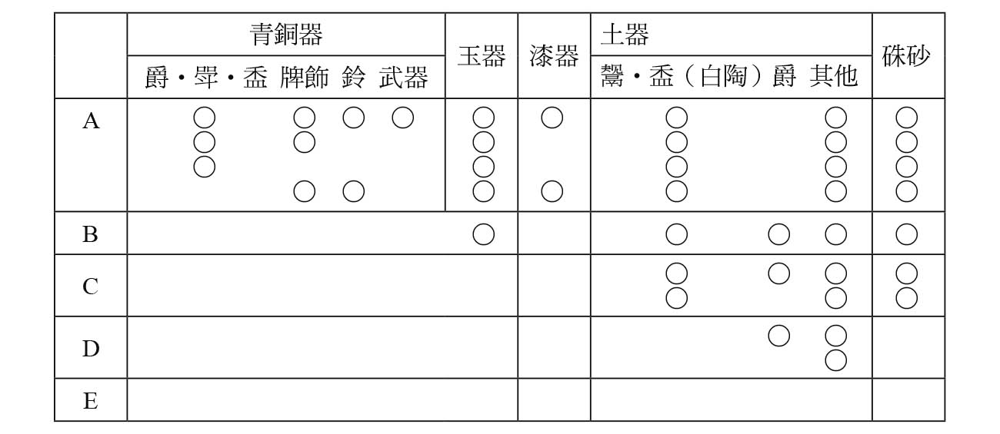 青銅器
玉器
漆器
土器
硃砂
爵・斝・盉 牌飾 鈴 武器
鬹・盉（白陶）爵 其他
A
○ ○ ○ ○ ○ ○ ○ ○ ○
○ ○ ○ ○ ○ ○
○ ○ ○ ○ ○
○ ○ ○ ○ ○ ○ ○
B
○ ○ ○ ○ ○
C
○ ○ ○ ○
○ ○ ○
D
○ ○
○
E